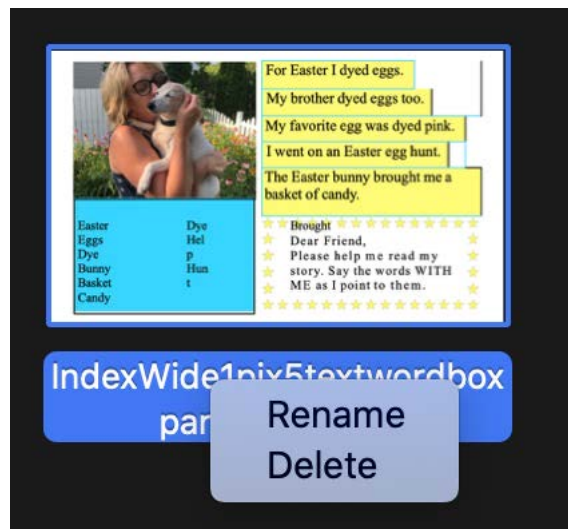 For Easter I dyed eggs.
My brother dyed eggs too.
My favorite egg was dyed pink.
I went on an Easter egg hunt.
The Easter bunny brought me a
basket of candy.
Easter Dye
Eggs Hel
Dye p
Bunny Hun
Basket t
Candy
Brought
Dear Friend,
Please help me read my
story. Say the words WITH
ME as I point to them.
IndexWide1pix5textwordbox
par
Rename
Delete